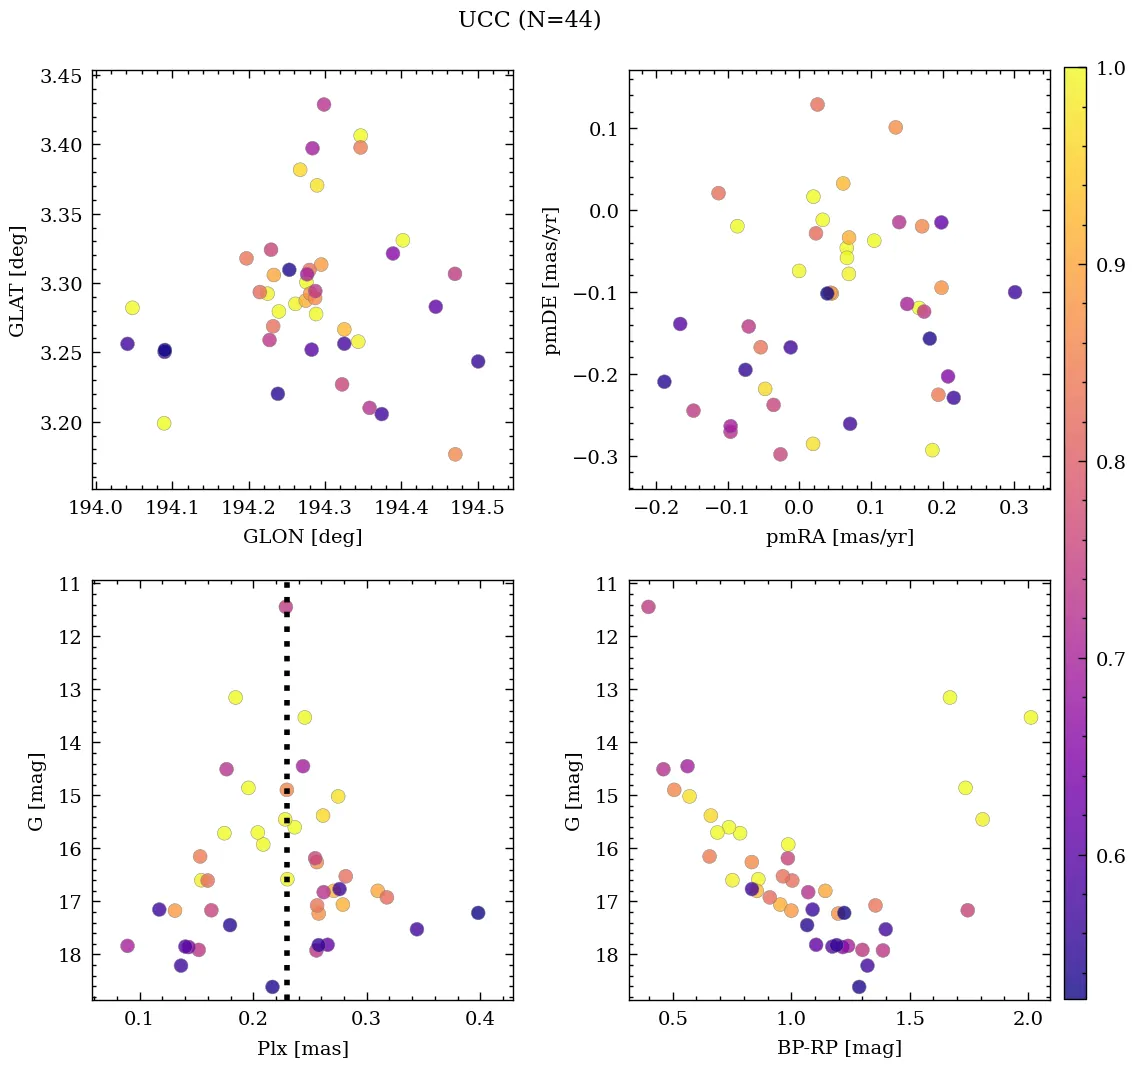 UCC (N=44)
3.45
3.40
3.35
3.30
3.25
3.20
GLAT [deg]
194.0 194.1 194.2 194.3 194.4 194.5
GLON [deg]
0.1
0.0
−0.1
−0.2
−0.3
pmDE [mas/yr]
−0.2 −0.1 0.0 0.1 0.2 0.3
pmRA [mas/yr]
11
12
13
14
15
16
17
18
G [mag]
0.1 0.2 0.3 0.4
Plx [mas]
11
12
13
14
15
16
17
18
G [mag]
0.5 1.0 1.5 2.0
BP-RP [mag]
1.0
0.9
0.8
0.7
0.6